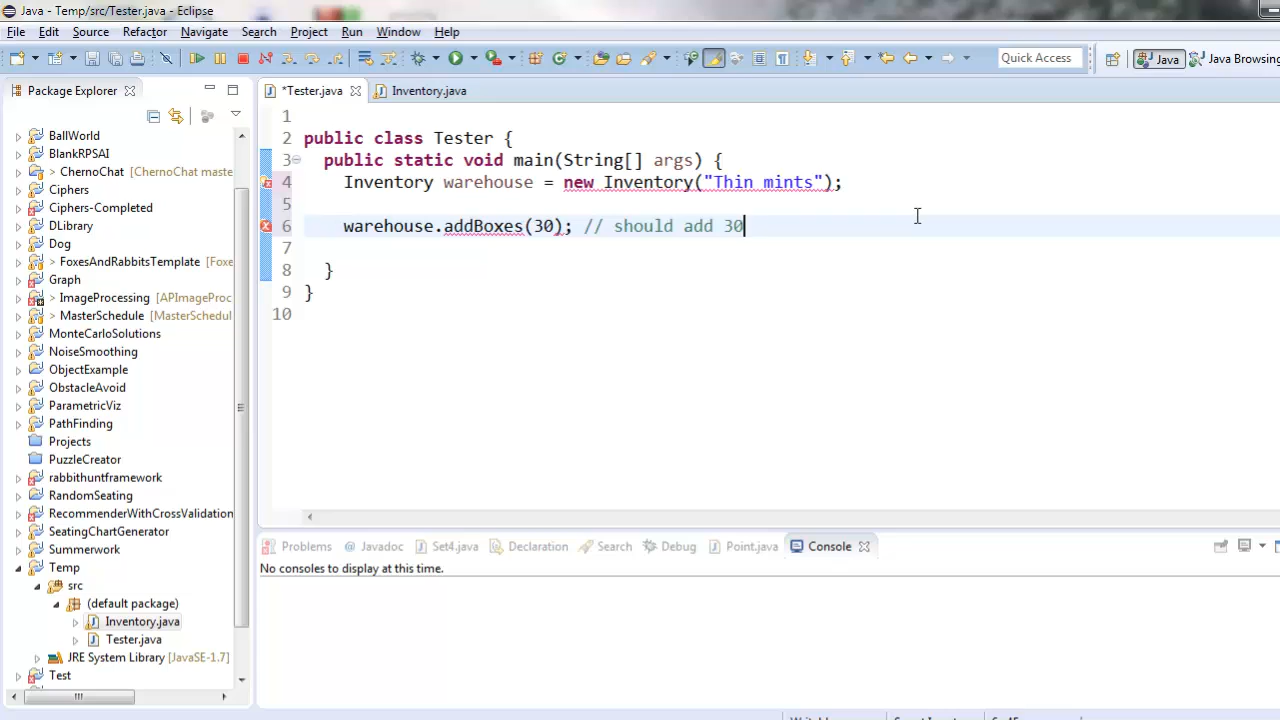 Java - Temp/src/Tester.java - Eclipse
File Edit Source Refactor Navigate Search Project Run Window Help
Quick Access
Java
Java Browsing
Package Explorer
BallWorld
BlankRPSAI
> ChernoChat [ChernoChat master
Ciphers
Ciphers-Completed
DLibrary
Dog
> FoxesAndRabbitsTemplate [Foxe
Graph
> ImageProcessing [APImageProc
> MasterSchedule [MasterSchedul
MonteCarloSolutions
NoiseSmoothing
ObjectExample
ObstacleAvoid
ParametricViz
PathFinding
Projects
PuzzleCreator
rabbithuntframework
RandomSeating
RecommenderWithCrossValidation
SeatingChartGenerator
Summerwork
Temp
src
(default package)
Inventory.java
Tester.java
JRE System Library [JavaSE-1.7]
Test
*Tester.java
Inventory.java
1
2 public class Tester {
3 public static void main(String[] args) {
4 Inventory warehouse = new Inventory("Thin mints");
5
6 warehouse.addBoxes(30); // should add 30
7
8 }
9 }
10
Problems @ Javadoc Set4.java Declaration Search Debug Point.java Console
No consoles to display at this time.